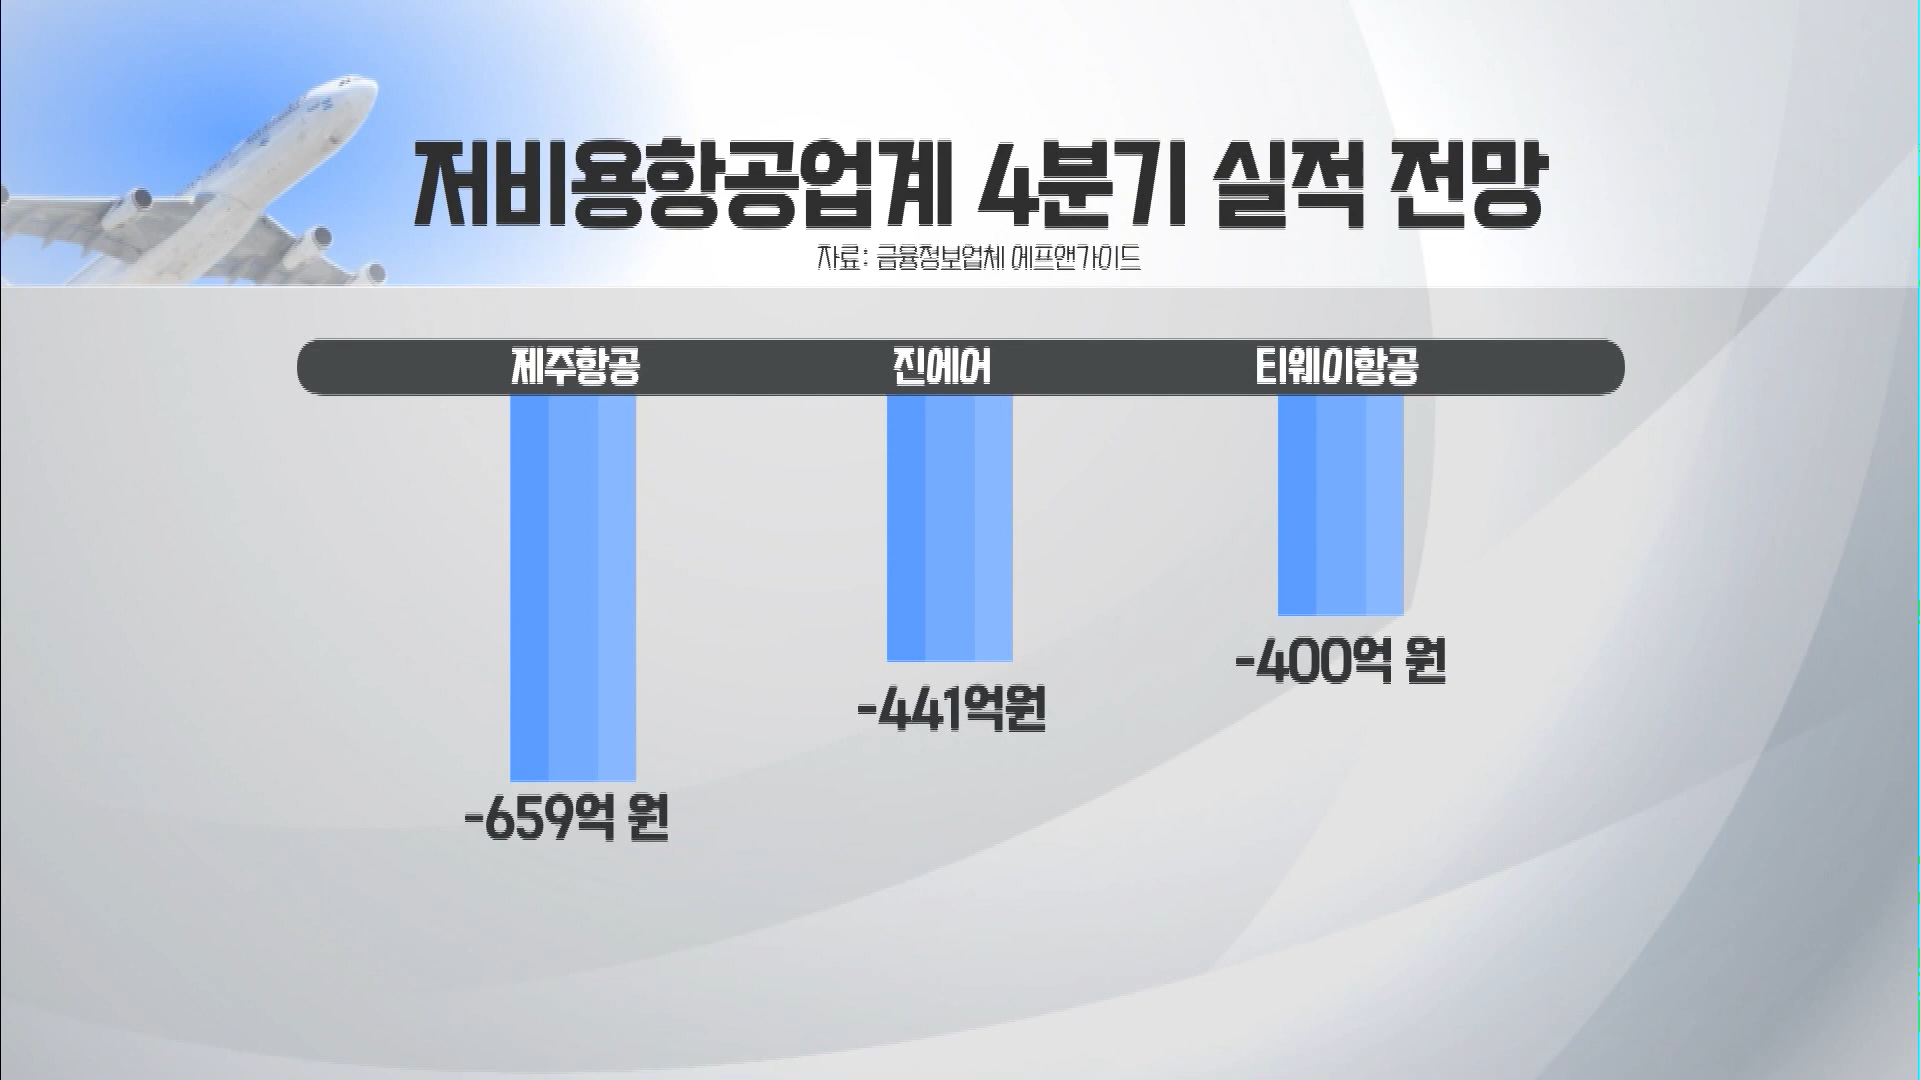 저비용항공업계 4분기 실적 전망
자료: 금융정보업체 에프앤가이드
제주항공 진에어 티웨이항공
-400억 원
-441억원
-659억 원